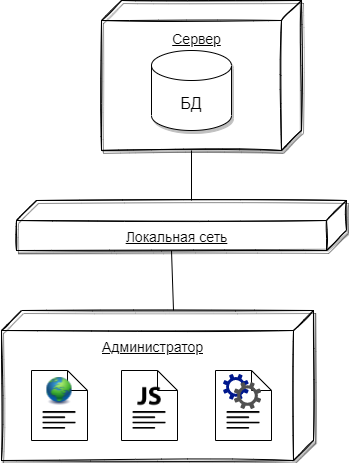 Сервер
БД
Локальная сеть
Администратор
JS